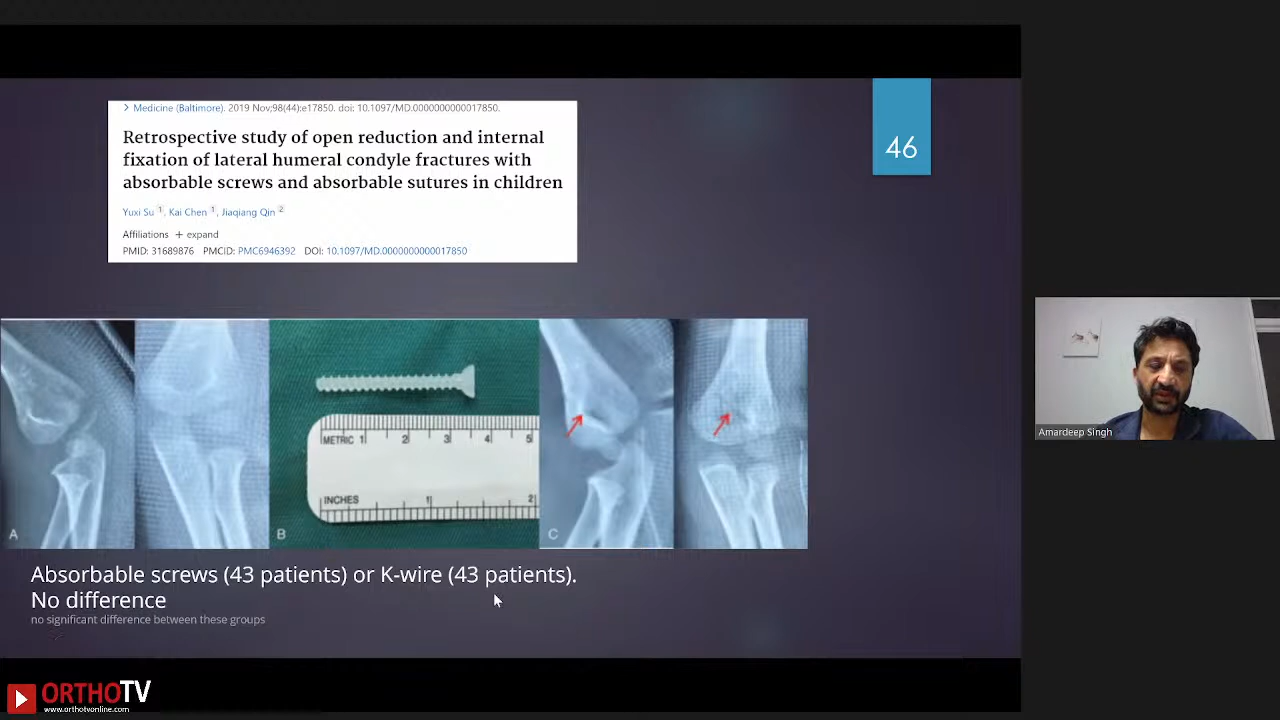 > Medicine (Baltimore). 2019 Nov;98(44):e17850. doi: 10.1097/MD.0000000000017850.
Retrospective study of open reduction and internal
fixation of lateral humeral condyle fractures with
absorbable screws and absorbable sutures in children
Yuxi Su 1, Kai Chen 1, Jiaqiang Qin 2
Affiliations + expand
PMID: 31689876 PMCID: PMC6946392 DOI: 10.1097/MD.0000000000017850
46
METRIC 1 2 3 4 5
INCHES 1 2
A
B
C
Amardeep Singh
Absorbable screws (43 patients) or K-wire (43 patients).
No difference
no significant difference between these groups
ORTHOTV
www.orthotvonline.com